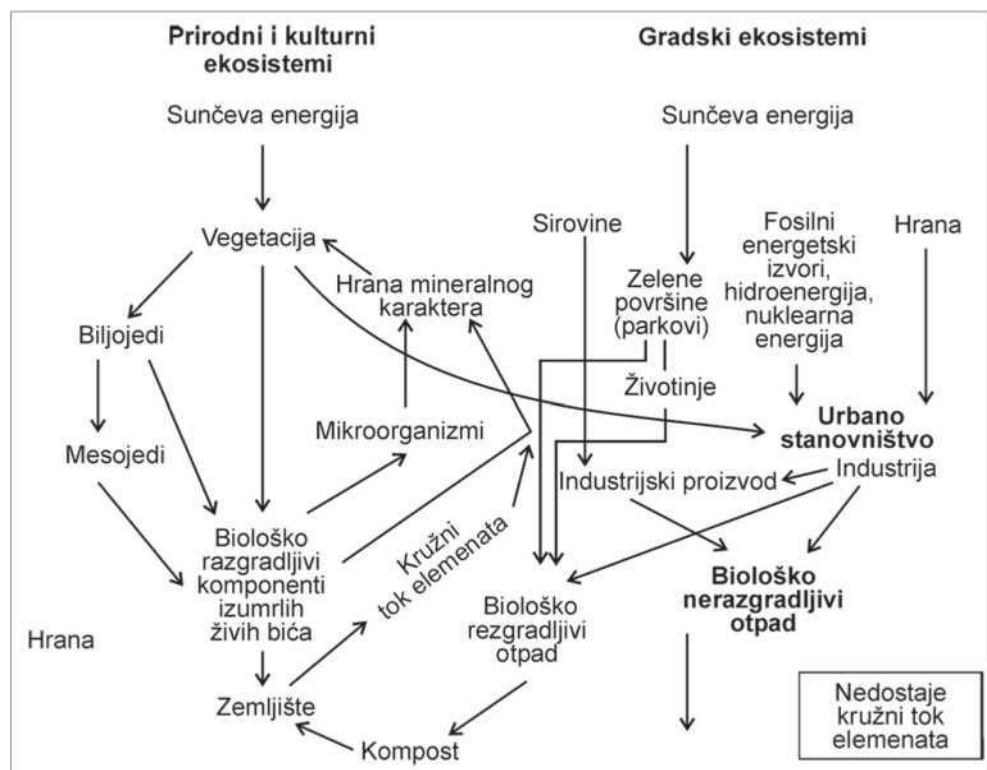 Prirodni i kulturni
ekosistemi
Gradski ekosistemi
Sunčeva energija
Sunčeva energija
Vegetacija
Sirovine
Fosilni
energetski
izvori,
hidroenergija,
nuklearna
energija
Hrana
Hrana mineralnog
karaktera
Zelene
površine
(parkovi)
Biljojedi
Životinje
Mesojedi
Mikroorganizmi
Urbano
stanovništvo
Industrija
Industrijski proizvod
Biološko
razgradljivi
komponenti
izumrlih
živih bića
Kružni
tok elemenata
Biološko
rezgradljivi
otpad
Biološko
nerazgradljivi
otpad
Hrana
Zemljište
Kompost
Nedostaje
kružni tok
elemenata